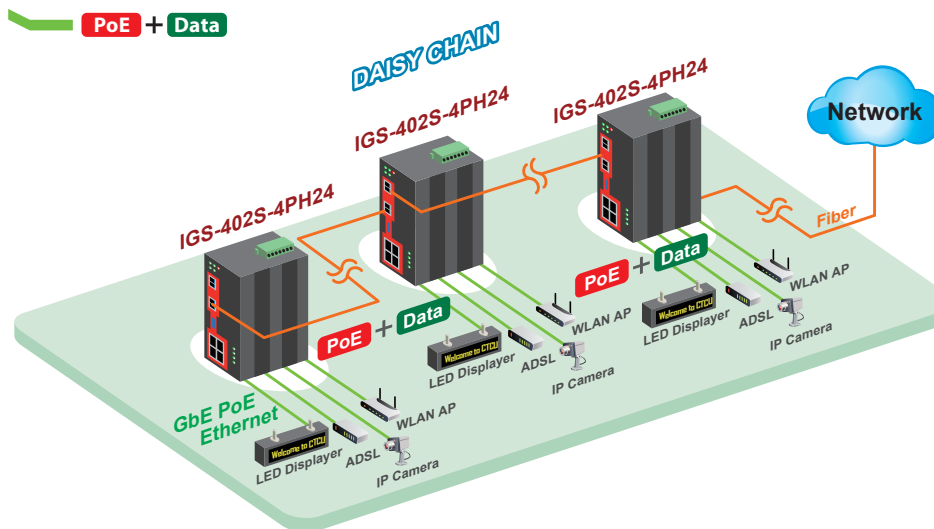 PoE + Data
DAISY CHAIN
IGS-402S-4PH24
IGS-402S-4PH24
IGS-402S-4PH24
Network
Fiber
PoE + Data
PoE + Data
GbE PoE
Ethernet
Welcome to CTCU
LED Displayer
ADSL
IP Camera
WLAN AP
Welcome to CTCU
LED Displayer
ADSL
IP Camera
WLAN AP
Welcome to CTCU
LED Displayer
ADSL
IP Camera
WLAN AP